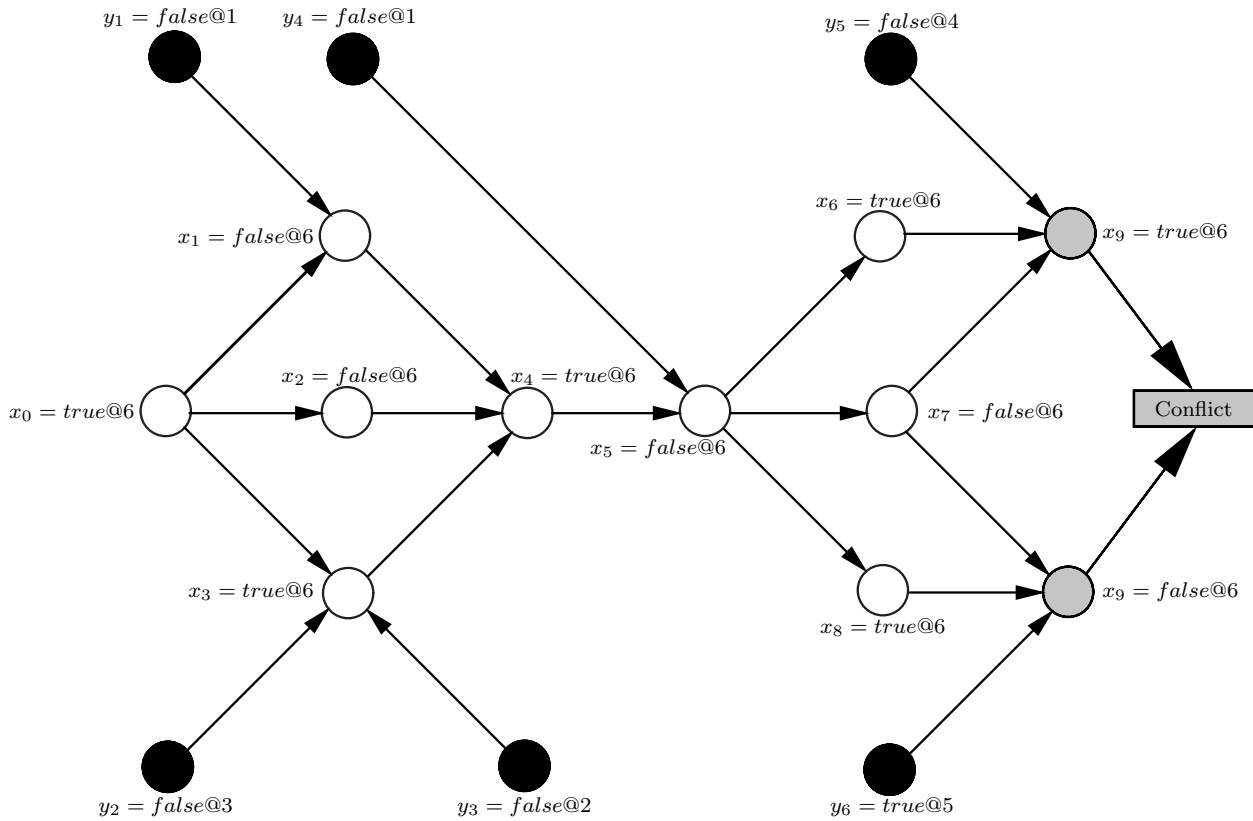 y₁ = false@1
y₄ = false@1
y₅ = false@4
x₆ = true@6
x₁ = false@6
x₉ = true@6
x₂ = false@6
x₄ = true@6
x₀ = true@6
x₇ = false@6
Conflict
x₅ = false@6
x₃ = true@6
x₉ = false@6
x₈ = true@6
y₂ = false@3
y₃ = false@2
y₆ = true@5